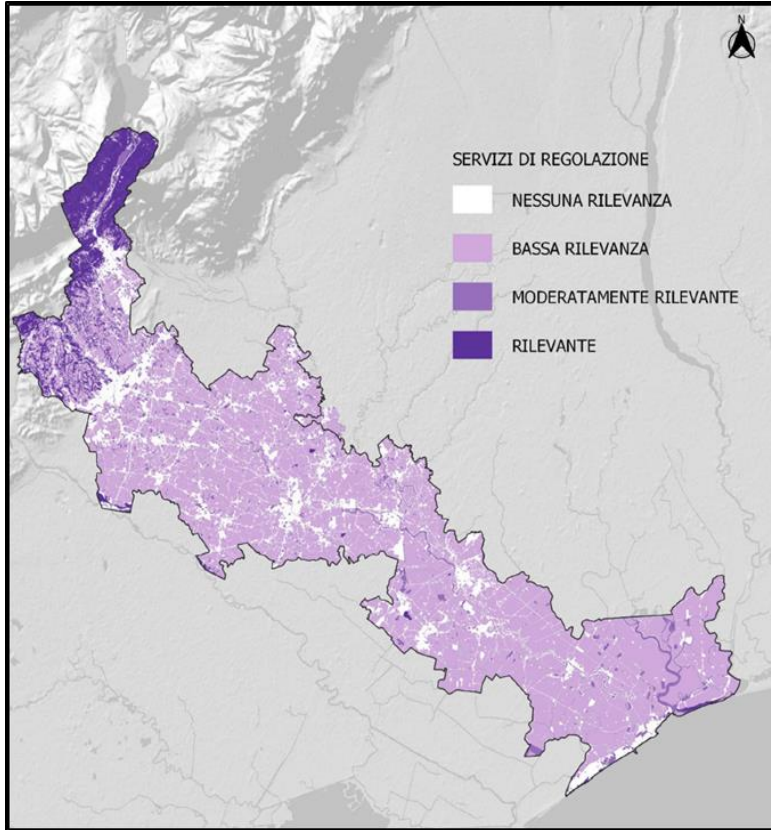 N
SERVIZI DI REGOLAZIONE
NESSUNA RILEVANZA
BASSA RILEVANZA
MODERATAMENTE RILEVANTE
RILEVANTE